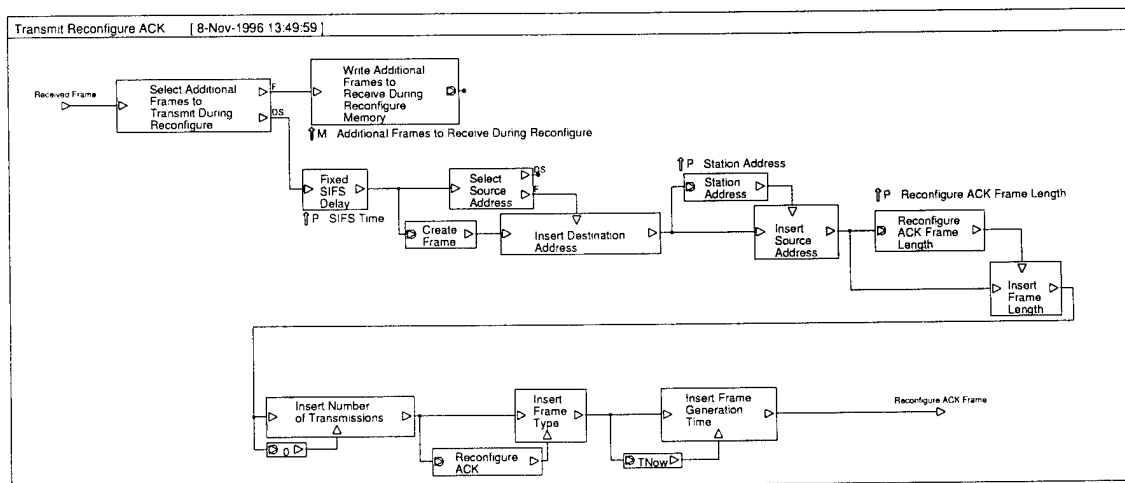 Transmit Reconfigure ACK [ 8-Nov-1996 13:49:59 ]
Received Frame
Select Additional
Frames to
Transmit During
Reconfigure
F
DS
Write Additional
Frames to
Receive During
Reconfigure
Memory
M Additional Frames to Receive During Reconfigure
Fixed
SIFS
Delay
P SIFS Time
Select
Source
Address
DS
F
Create
Frame
Insert Destination
Address
P Station Address
Station
Address
Insert
Source
Address
P Reconfigure ACK Frame Length
Reconfigure
ACK Frame
Length
Insert
Frame
Length
Insert Number
of Transmissions
0
Insert
Frame
Type
Reconfigure
ACK
Insert Frame
Generation
Time
TNow
Reconfigure ACK Frame